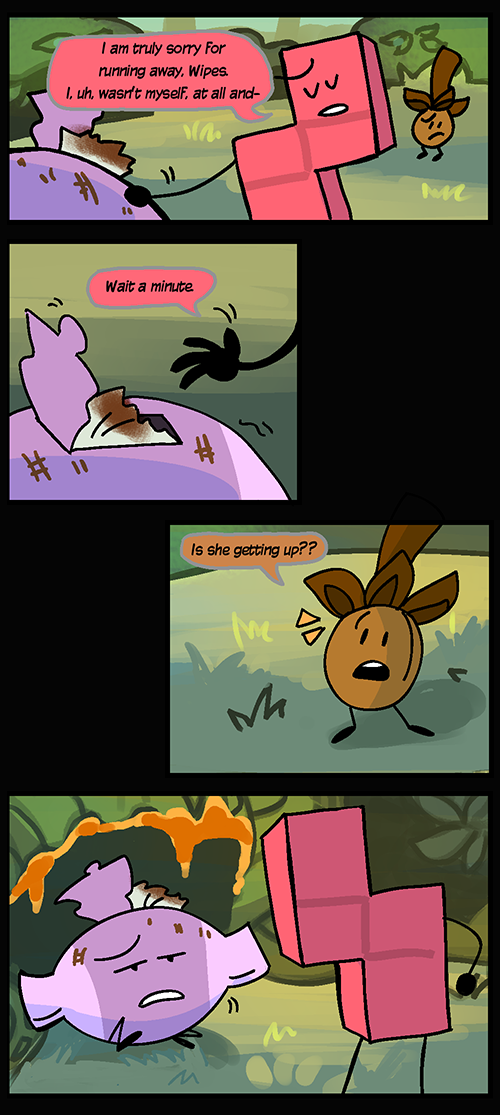 I am truly sorry for
running away, Wipes.
I, uh, wasn't myself, at all and-
Wait a minute.
Is she getting up??